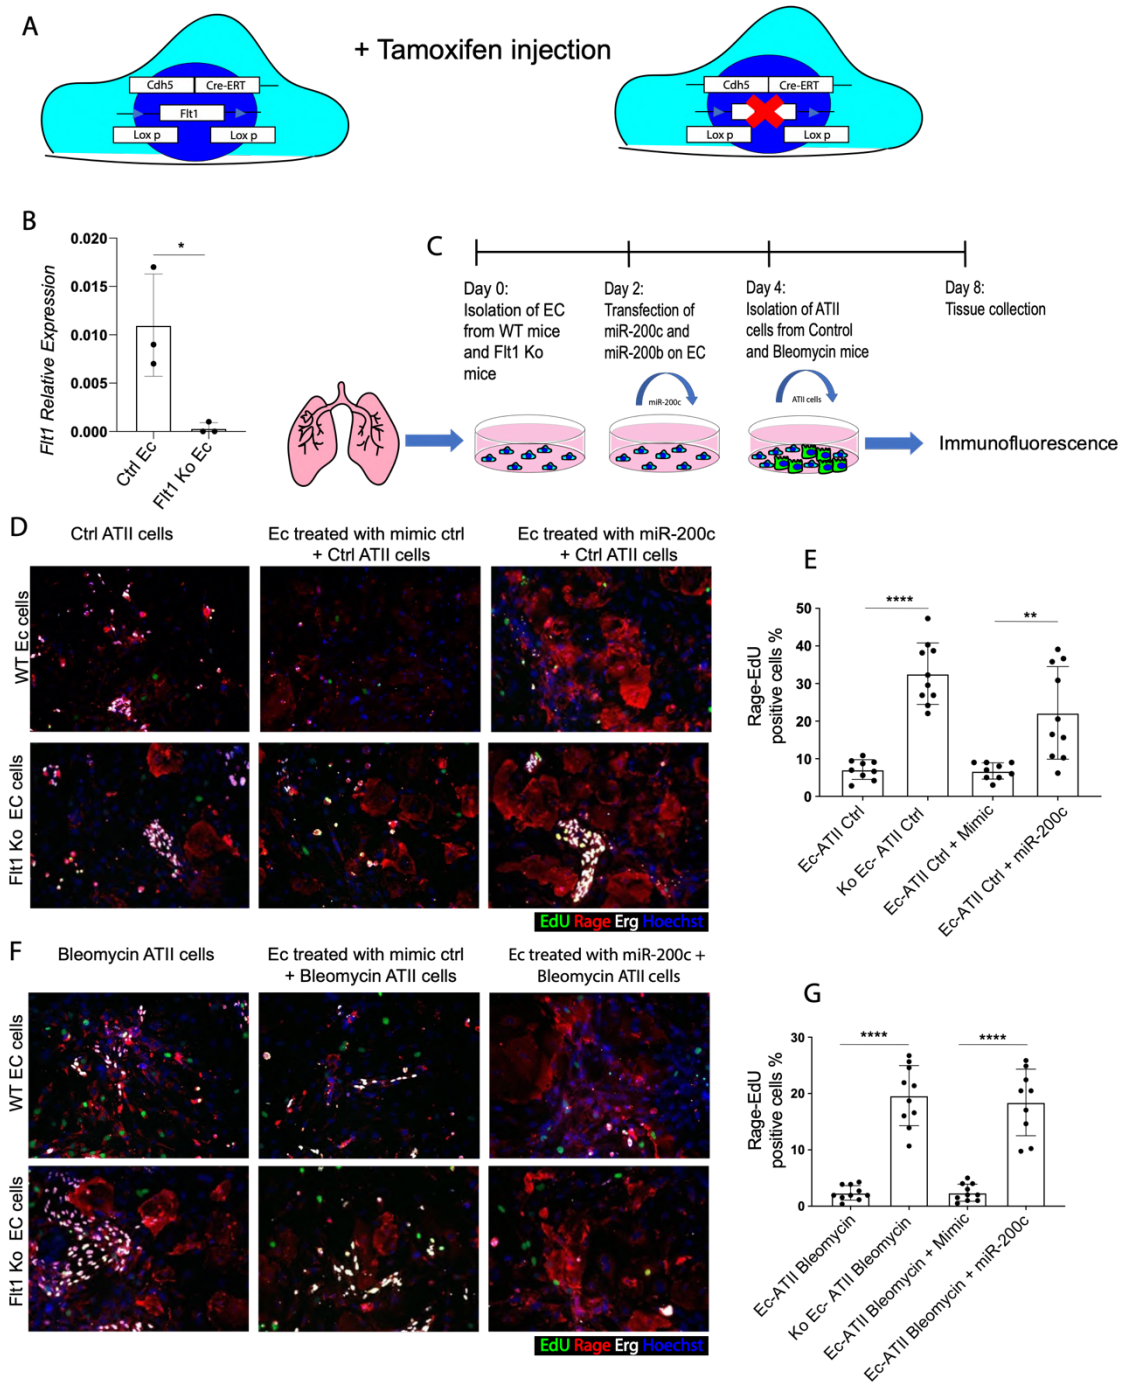 A
+ Tamoxifen injection
Cdh5
Cre-ERT
Flt1
Lox p
Lox p
Cdh5
Cre-ERT
Lox p
Lox p
B
Flt1 Relative Expression
0.020
0.015
0.010
0.005
0.000
*
Ctrl Ec
Flt1 Ko Ec
C
Day 0:
Isolation of EC
from WT mice
and Flt1 Ko
mice
Day 2:
Transfection of
miR-200c and
miR-200b on EC
Day 4:
Isolation of ATII
cells from Control
and Bleomycin mice
Day 8:
Tissue collection
miR-200c
ATII cells
Immunofluorescence
D
Ctrl ATII cells
Ec treated with mimic ctrl
+ Ctrl ATII cells
Ec treated with miR-200c
+ Ctrl ATII cells
WT Ec cells
Flt1 Ko EC cells
EdU Rage Erg Hoechst
E
Rage-EdU
positive cells %
50
40
30
20
10
0
****
**
Ec-ATII Ctrl
Ko Ec- ATII Ctrl
Ec-ATII Ctrl + Mimic
Ec-ATII Ctrl + miR-200c
F
Bleomycin ATII cells
Ec treated with mimic ctrl
+ Bleomycin ATII cells
Ec treated with miR-200c +
Bleomycin ATII cells
WT EC cells
Flt1 Ko EC cells
EdU Rage Erg Hoechst
G
Rage-EdU
positive cells %
30
20
10
0
****
****
Ec-ATII Bleomycin
Ko Ec- ATII Bleomycin
Ec-ATII Bleomycin + Mimic
Ec-ATII Bleomycin + miR-200c